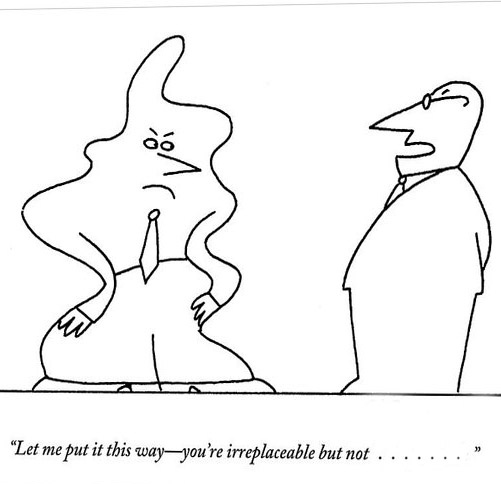 “Let me put it this way—you’re irreplaceable but not . . . . . . . ”